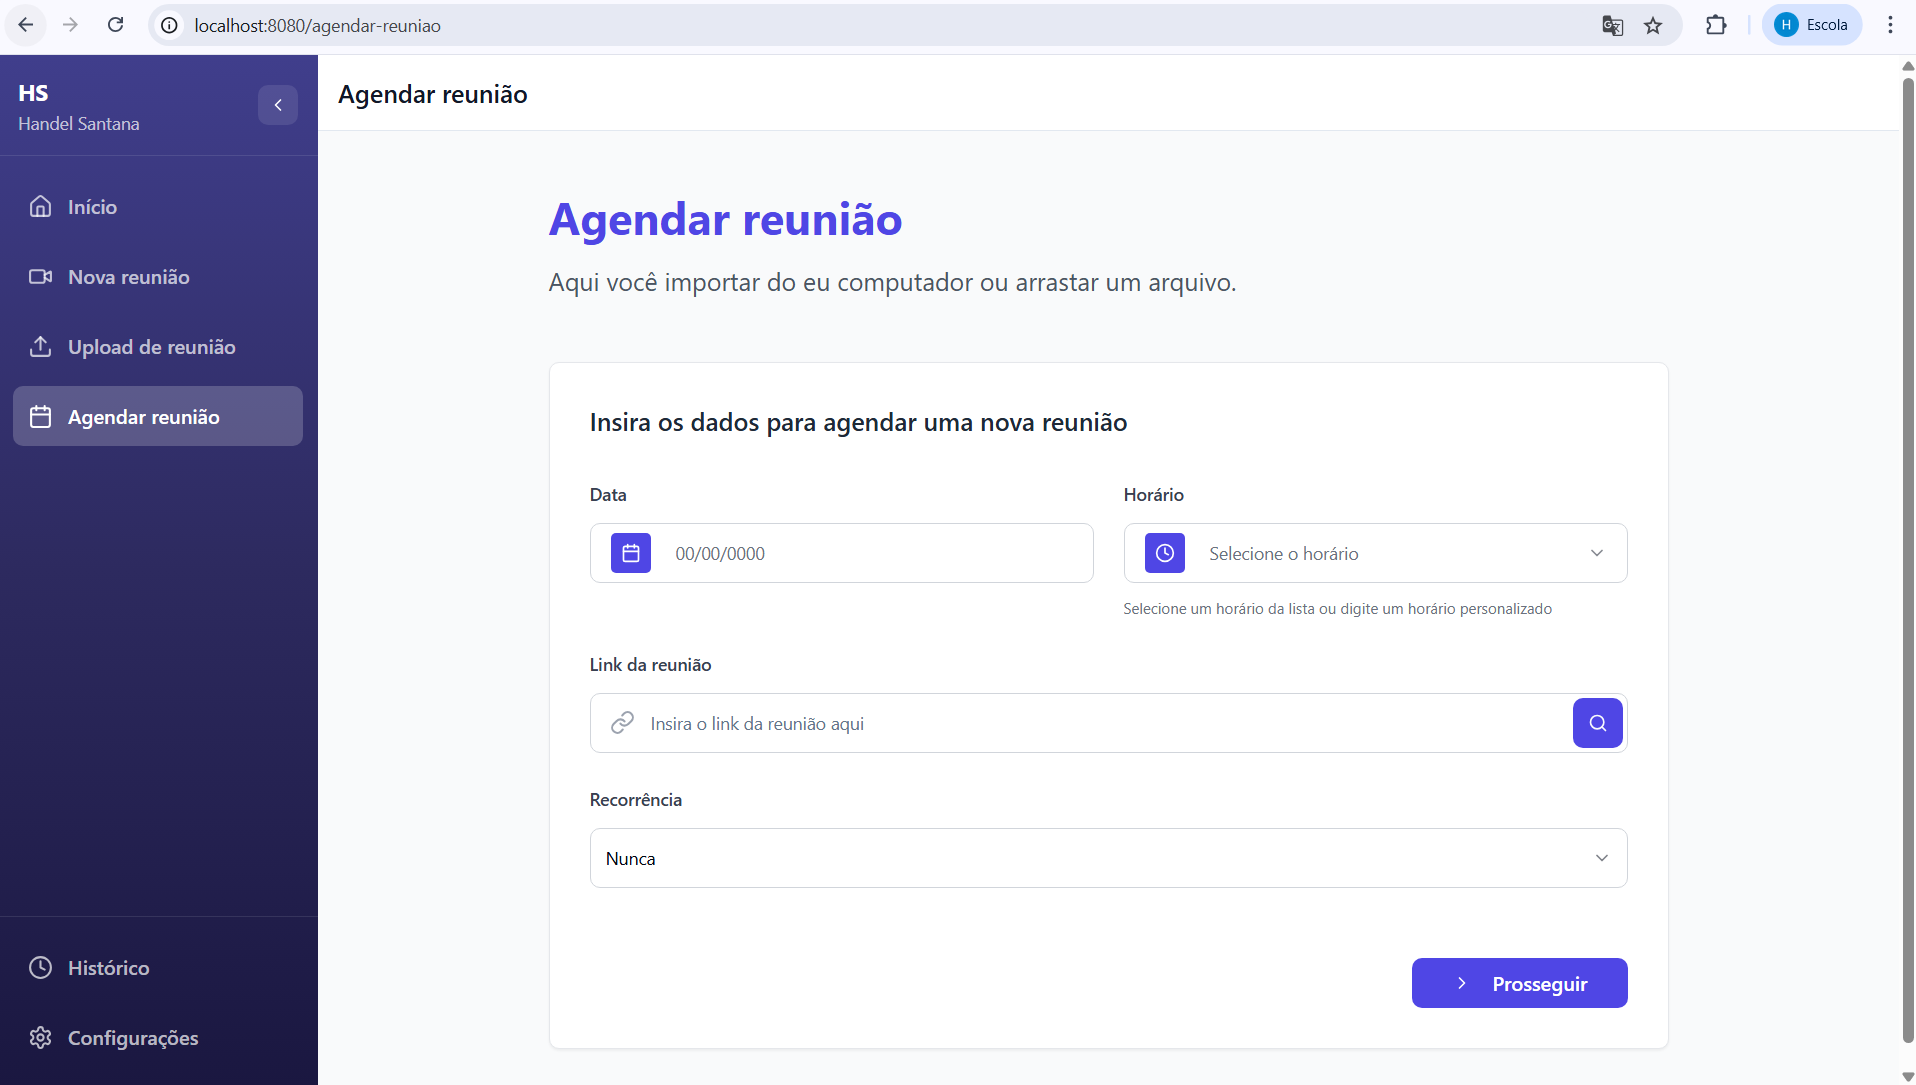 localhost:8080/agendar-reuniao
H
Escola
HS
Handel Santana
Início
Nova reunião
Upload de reunião
Agendar reunião
Histórico
Configurações
Agendar reunião
Agendar reunião
Aqui você importar do eu computador ou arrastar um arquivo.
Insira os dados para agendar uma nova reunião
Data
00/00/0000
Horário
Selecione o horário
Selecione um horário da lista ou digite um horário personalizado
Link da reunião
Insira o link da reunião aqui
Recorrência
Nunca
Prosseguir